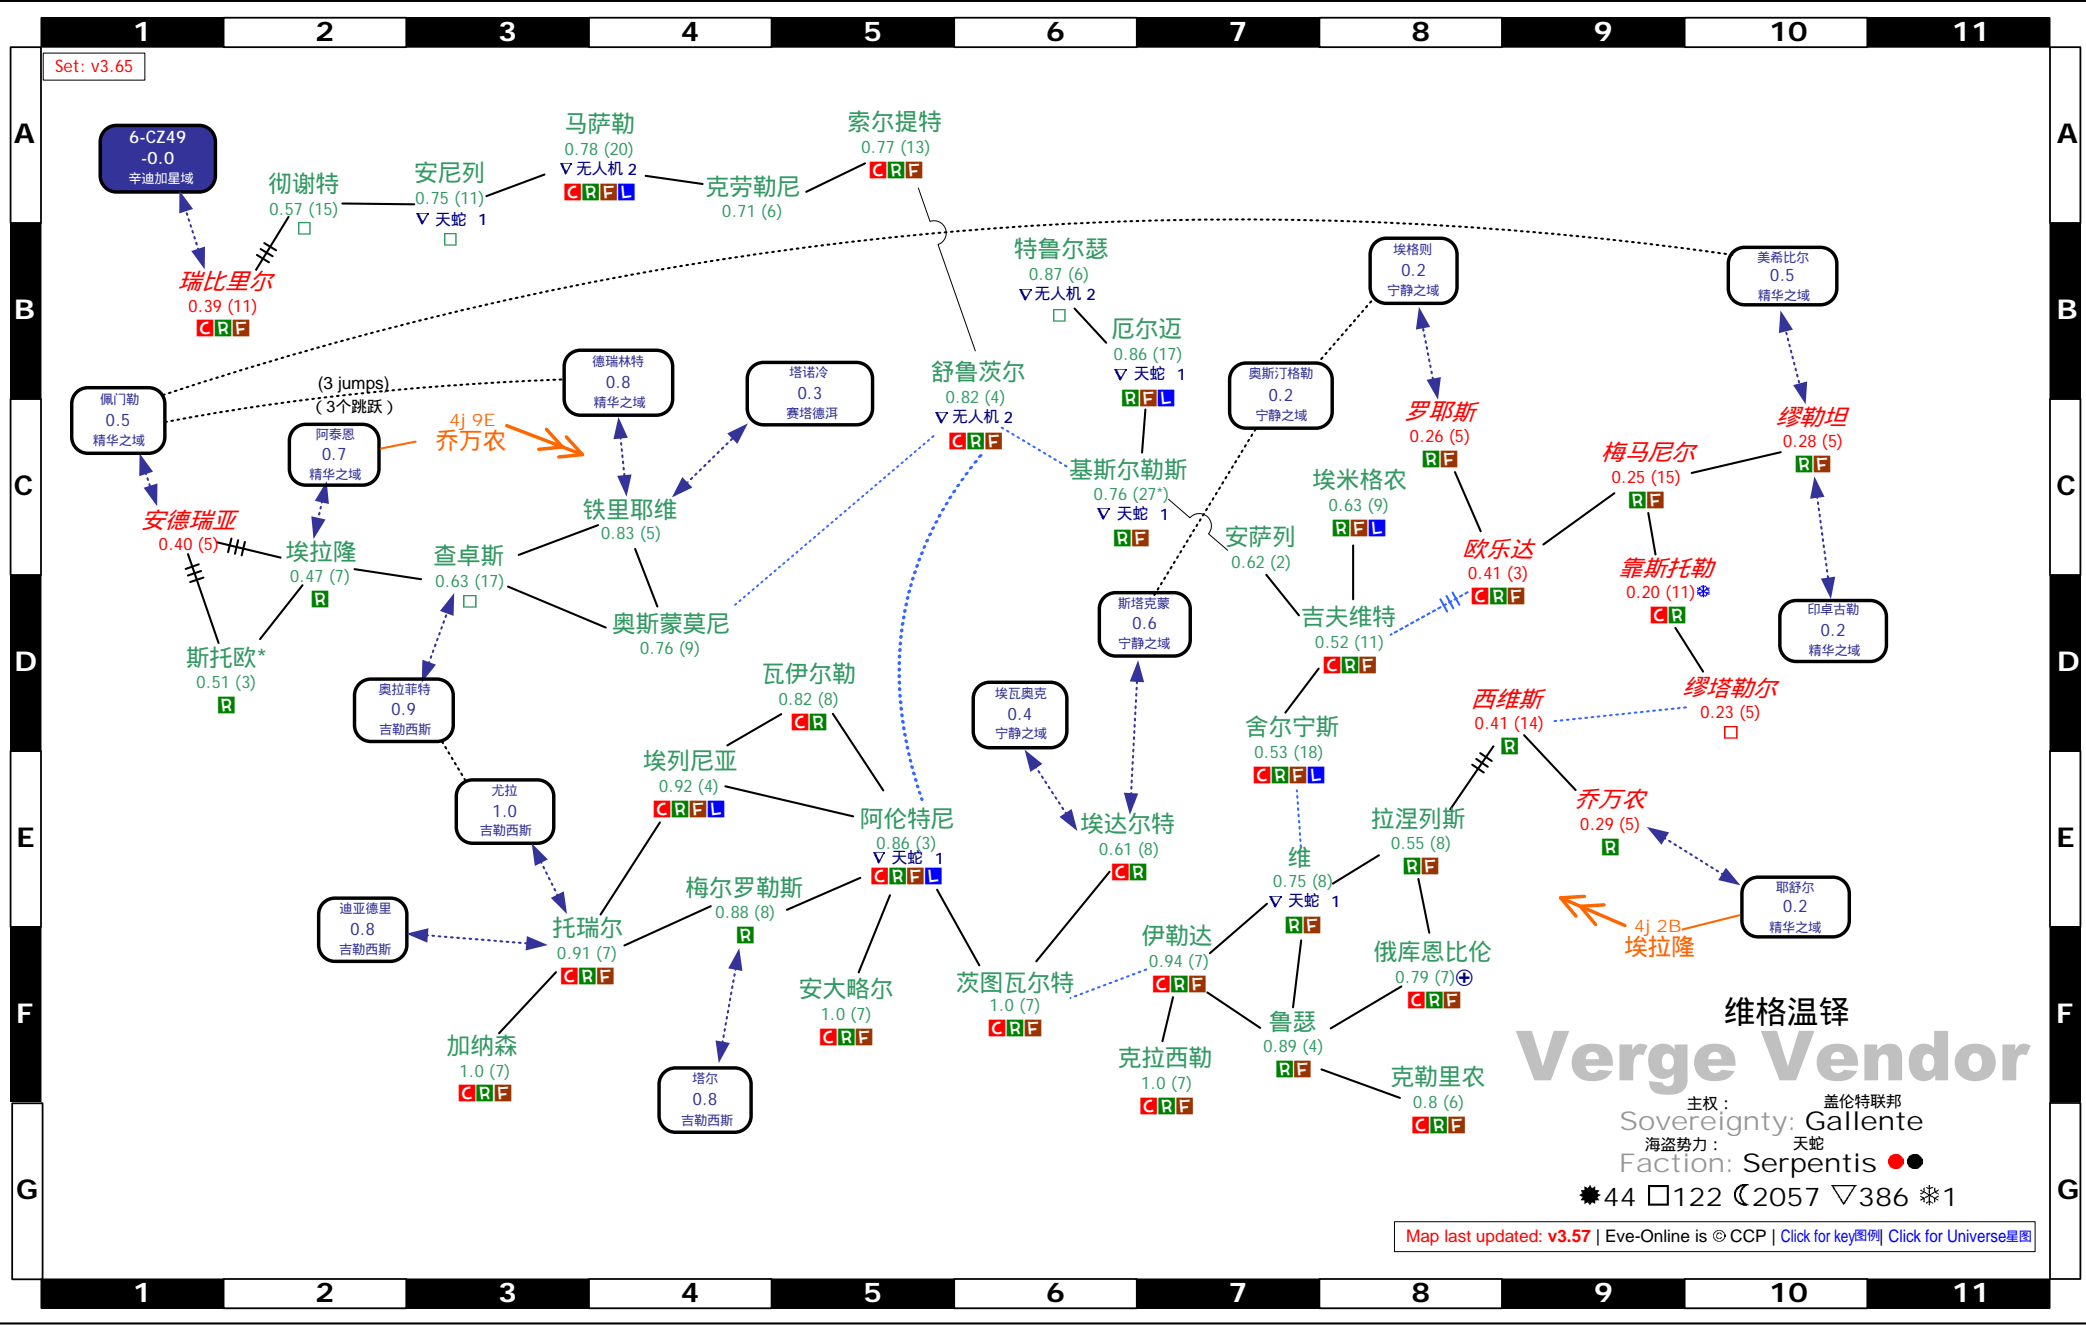 1 2 3 4 5 6 7 8 9 10 11
Set: v3.65
A
A
6-CZ49
-0.0
辛迪加星域
彻谢特
0.57 (15)
安尼列
0.75 (11)
▽ 天蛇 1
马萨勒
0.78 (20)
▽ 无人机 2
C R F L
克劳勒尼
0.71 (6)
索尔提特
0.77 (13)
C R F
B
B
瑞比里尔
0.39 (11)
C R F
特鲁尔瑟
0.87 (6)
▽ 无人机 2
厄尔迈
0.86 (17)
▽ 天蛇 1
R F L
埃格则
0.2
宁静之域
美希比尔
0.5
精华之域
佩门勒
0.5
精华之域
(3 jumps)
（3个跳跃）
阿泰恩
0.7
精华之域
4j 9E
乔万农
德瑞林特
0.8
精华之域
塔诺冷
0.3
赛塔德洱
舒鲁茨尔
0.82 (4)
▽ 无人机 2
C R F
奥斯汀格勒
0.2
宁静之域
C
C
罗耶斯
0.26 (5)
R F
缪勒坦
0.28 (5)
R F
梅马尼尔
0.25 (15)
R F
基斯尔勒斯
0.76 (27*)
▽ 天蛇 1
R F
埃米格农
0.63 (9)
R F L
安德瑞亚
0.40 (5)
埃拉隆
0.47 (7)
R
查卓斯
0.63 (17)
铁里耶维
0.83 (5)
安萨列
0.62 (2)
欧乐达
0.41 (3)
C R F
靠斯托勒
0.20 (11)❄
C R
D
D
斯托欧*
0.51 (3)
R
奥斯蒙莫尼
0.76 (9)
斯塔克蒙
0.6
宁静之域
吉夫维特
0.52 (11)
C R F
印卓古勒
0.2
精华之域
奥拉菲特
0.9
吉勒西斯
瓦伊尔勒
0.82 (8)
C R
埃瓦奥克
0.4
宁静之域
舍尔宁斯
0.53 (18)
C R F L
西维斯
0.41 (14)
R
缪塔勒尔
0.23 (5)
E
E
尤拉
1.0
吉勒西斯
埃列尼亚
0.92 (4)
C R F L
阿伦特尼
0.86 (3)
▽ 天蛇 1
C R F L
埃达尔特
0.61 (8)
C R
维
0.75 (8)
▽ 天蛇 1
R F
拉涅列斯
0.55 (8)
R F
乔万农
0.29 (5)
R
迪亚德里
0.8
吉勒西斯
托瑞尔
0.91 (7)
C R F
梅尔罗勒斯
0.88 (8)
R
耶舒尔
0.2
精华之域
4j 2B
埃拉隆
F
F
安大略尔
1.0 (7)
C R F
茨图瓦尔特
1.0 (7)
C R F
伊勒达
0.94 (7)
C R F
俄库恩比伦
0.79 (7)⊕
C R F
加纳森
1.0 (7)
C R F
塔尔
0.8
吉勒西斯
克拉西勒
1.0 (7)
C R F
鲁瑟
0.89 (4)
R F
克勒里农
0.8 (6)
C R F
维格温铎
Verge Vendor
主权： 盖伦特联邦
Sovereignty: Gallente
海盗势力： 天蛇
Faction: Serpentis
G
G
44 □122 ☾2057 ▽386 ❄1
Map last updated: v3.57 | Eve-Online is © CCP | Click for key图例| Click for Universe星图
1 2 3 4 5 6 7 8 9 10 11